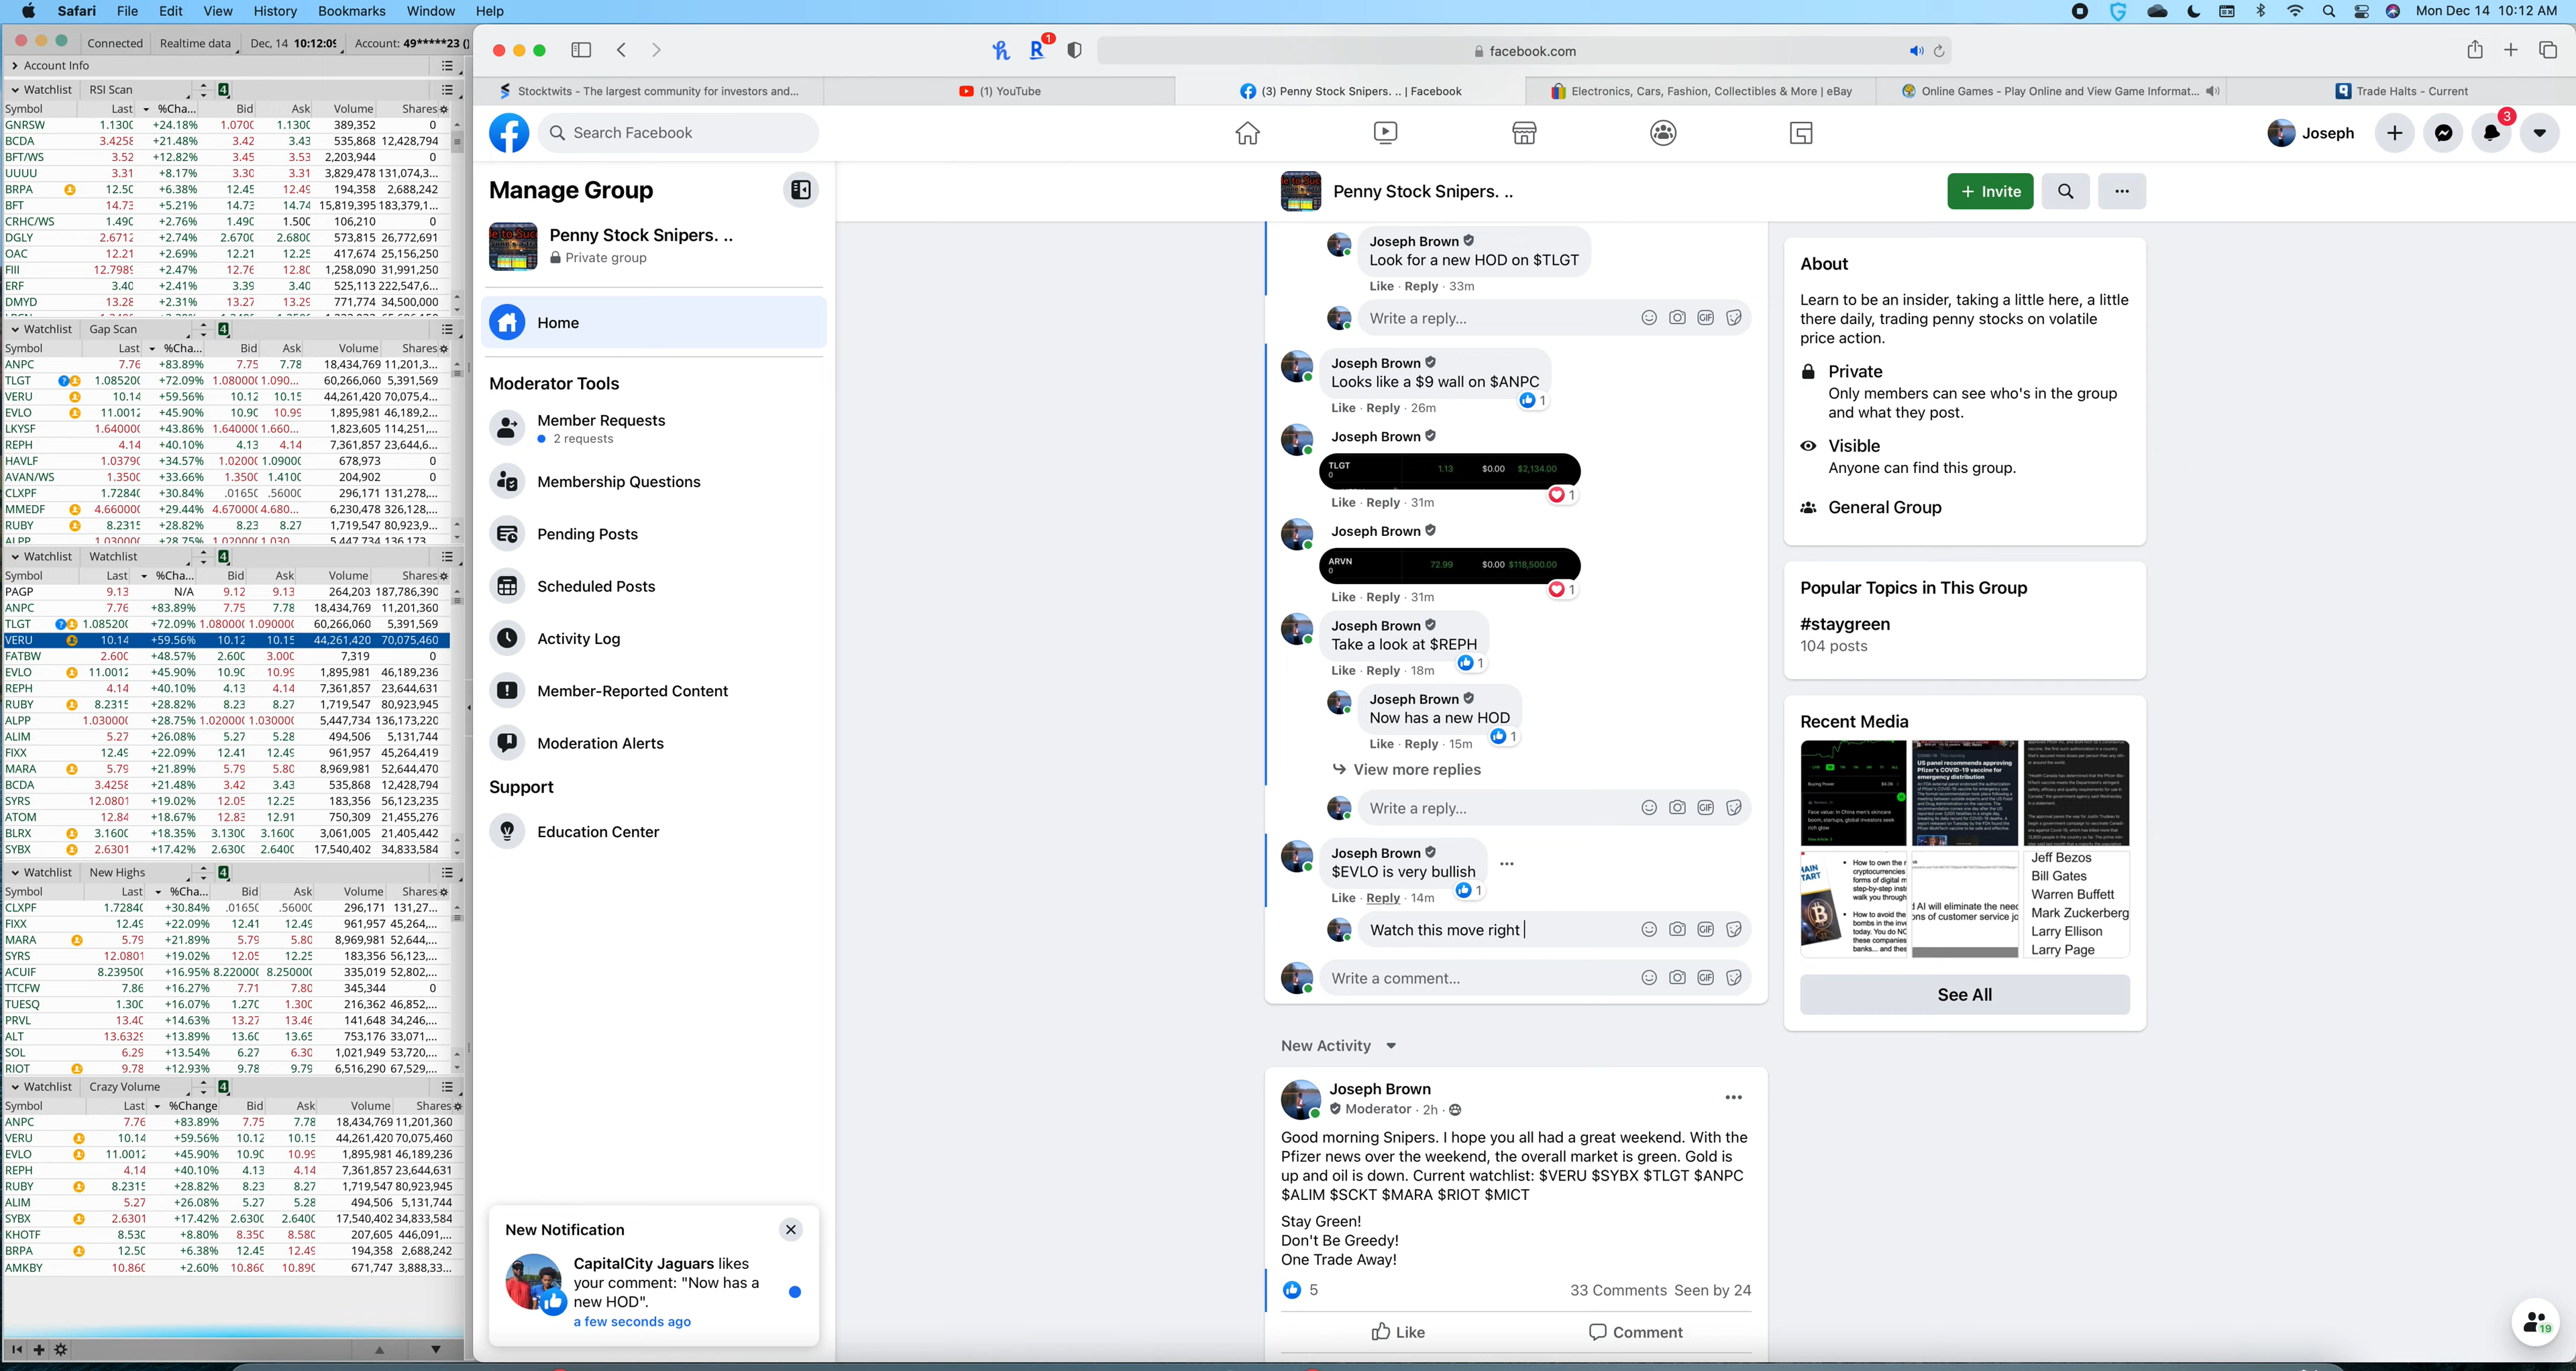 Safari File Edit View History Bookmarks Window Help Mon Dec 14 10:12 AM
Connected Realtime data Dec, 14 10:12:09 Account: 49*****23 ()
Account Info
Watchlist RSI Scan 4
Symbol Last %Cha... Bid Ask Volume Shares
GNRSW 1.1300 +24.18% 1.0700 1.1300 389,352 0
BCDA 3.4258 +21.48% 3.42 3.43 535,868 12,428,794
BFT/WS 3.52 +12.82% 3.45 3.53 2,203,944 0
UUUU 3.31 +8.17% 3.30 3.31 3,829,478 131,074,3...
BRPA 12.50 +6.38% 12.45 12.49 194,358 2,688,242
BFT 14.73 +5.21% 14.73 14.74 15,819,395 183,379,1...
CRHC/WS 1.490 +2.76% 1.490 1.500 106,210 0
DGLY 2.6712 +2.74% 2.6700 2.6800 573,815 26,772,691
OAC 12.21 +2.69% 12.21 12.25 417,674 25,156,250
FIII 12.7989 +2.47% 12.76 12.80 1,258,090 31,991,250
ERF 3.40 +2.41% 3.39 3.40 525,113 222,547,6...
DMYD 13.28 +2.31% 13.27 13.29 771,774 34,500,000
Watchlist Gap Scan 4
Symbol Last %Cha... Bid Ask Volume Shares
ANPC 7.76 +83.89% 7.75 7.78 18,434,769 11,201,3...
TLGT 1.085200 +72.09% 1.080000 1.090... 60,266,060 5,391,569
VERU 10.14 +59.56% 10.12 10.15 44,261,420 70,075,4...
EVLO 11.0012 +45.90% 10.90 10.99 1,895,981 46,189,2...
LKYSF 1.640000 +43.86% 1.640000 1.660... 1,823,605 114,251,...
REPH 4.14 +40.10% 4.13 4.14 7,361,857 23,644,6...
HAVLF 1.03790 +34.57% 1.02000 1.09000 678,973 0
AVAN/WS 1.3500 +33.66% 1.3500 1.4100 204,902 0
CLXPF 1.72840 +30.84% .01650 .56000 296,171 131,278,...
MMEDF 4.660000 +29.44% 4.670000 4.680... 6,230,478 326,128,...
RUBY 8.2315 +28.82% 8.23 8.27 1,719,547 80,923,9...
ALPP 1.030000 +28.75% 1.020000 1.030... 5,447,734 136,173,...
Watchlist Watchlist 4
Symbol Last %Cha... Bid Ask Volume Shares
PAGP 9.13 N/A 9.12 9.13 264,203 187,786,390
ANPC 7.76 +83.89% 7.75 7.78 18,434,769 11,201,360
TLGT 1.085200 +72.09% 1.080000 1.090000 60,266,060 5,391,569
VERU 10.14 +59.56% 10.12 10.15 44,261,420 70,075,460
FATBW 2.600 +48.57% 2.600 3.000 7,319 0
EVLO 11.0012 +45.90% 10.90 10.99 1,895,981 46,189,236
REPH 4.14 +40.10% 4.13 4.14 7,361,857 23,644,631
RUBY 8.2315 +28.82% 8.23 8.27 1,719,547 80,923,945
ALPP 1.030000 +28.75% 1.020000 1.030000 5,447,734 136,173,220
ALIM 5.27 +26.08% 5.27 5.28 494,506 5,131,744
FIXX 12.49 +22.09% 12.41 12.49 961,957 45,264,419
MARA 5.79 +21.89% 5.79 5.80 8,969,981 52,644,470
BCDA 3.4258 +21.48% 3.42 3.43 535,868 12,428,794
SYRS 12.0801 +19.02% 12.05 12.25 183,356 56,123,235
ATOM 12.84 +18.67% 12.83 12.91 750,309 21,455,276
BLRX 3.1600 +18.35% 3.1300 3.1600 3,061,005 21,405,442
SYBX 2.6301 +17.42% 2.6300 2.6400 17,540,402 34,833,584
Watchlist New Highs 4
Symbol Last %Cha... Bid Ask Volume Shares
CLXPF 1.72840 +30.84% .01650 .56000 296,171 131,27...
FIXX 12.49 +22.09% 12.41 12.49 961,957 45,264,...
MARA 5.79 +21.89% 5.79 5.80 8,969,981 52,644,...
SYRS 12.0801 +19.02% 12.05 12.25 183,356 56,123,...
ACUIF 8.239500 +16.95% 8.220000 8.250000 335,019 52,802,...
TTCFW 7.86 +16.27% 7.71 7.80 345,344 0
TUESQ 1.300 +16.07% 1.270 1.300 216,362 46,852,...
PRVL 13.40 +14.63% 13.27 13.46 141,648 34,246,...
ALT 13.6329 +13.89% 13.60 13.65 753,176 33,071,...
SOL 6.29 +13.54% 6.27 6.30 1,021,949 53,720,...
RIOT 9.78 +12.93% 9.78 9.79 6,516,290 67,529,...
Watchlist Crazy Volume 4
Symbol Last %Change Bid Ask Volume Shares
ANPC 7.76 +83.89% 7.75 7.78 18,434,769 11,201,360
VERU 10.14 +59.56% 10.12 10.15 44,261,420 70,075,460
EVLO 11.0012 +45.90% 10.90 10.99 1,895,981 46,189,236
REPH 4.14 +40.10% 4.13 4.14 7,361,857 23,644,631
RUBY 8.2315 +28.82% 8.23 8.27 1,719,547 80,923,945
ALIM 5.27 +26.08% 5.27 5.28 494,506 5,131,744
SYBX 2.6301 +17.42% 2.6300 2.6400 17,540,402 34,833,584
KHOTF 8.530 +8.80% 8.350 8.580 207,605 446,091,...
BRPA 12.50 +6.38% 12.45 12.49 194,358 2,688,242
AMKBY 10.860 +2.60% 10.860 10.890 671,747 3,888,33...
facebook.com
Stocktwits - The largest community for investors and...
(1) YouTube
(3) Penny Stock Snipers. .. | Facebook
Electronics, Cars, Fashion, Collectibles & More | eBay
Online Games - Play Online and View Game Informat...
Trade Halts - Current
Search Facebook
Joseph
3
Manage Group
Penny Stock Snipers. ..
Private group
Home
Moderator Tools
Member Requests
2 requests
Membership Questions
Pending Posts
Scheduled Posts
Activity Log
Member-Reported Content
Moderation Alerts
Support
Education Center
New Notification
CapitalCity Jaguars likes
your comment: "Now has a
new HOD".
a few seconds ago
Penny Stock Snipers. ..
+ Invite
Joseph Brown
Look for a new HOD on $TLGT
Like · Reply · 33m
Write a reply...
Joseph Brown
Looks like a $9 wall on $ANPC
1
Like · Reply · 26m
Joseph Brown
TLGT 1.13 $0.00 $2,134.00
0
1
Like · Reply · 31m
Joseph Brown
ARVN 72.99 $0.00 $118,500.00
0
1
Like · Reply · 31m
Joseph Brown
Take a look at $REPH
1
Like · Reply · 18m
Joseph Brown
Now has a new HOD
1
Like · Reply · 15m
View more replies
Write a reply...
Joseph Brown
$EVLO is very bullish
1
Like · Reply · 14m
Watch this move right
Write a comment...
New Activity
Joseph Brown
Moderator · 2h ·
Good morning Snipers. I hope you all had a great weekend. With the
Pfizer news over the weekend, the overall market is green. Gold is
up and oil is down. Current watchlist: $VERU $SYBX $TLGT $ANPC
$ALIM $SCKT $MARA $RIOT $MICT
Stay Green!
Don't Be Greedy!
One Trade Away!
5
33 Comments Seen by 24
Like Comment
About
Learn to be an insider, taking a little here, a little
there daily, trading penny stocks on volatile
price action.
Private
Only members can see who's in the group
and what they post.
Visible
Anyone can find this group.
General Group
Popular Topics in This Group
#staygreen
104 posts
Recent Media
US panel recommends approving
Pfizer's COVID-19 vaccine for
emergency distribution
Jeff Bezos
Bill Gates
Warren Buffett
Mark Zuckerberg
Larry Ellison
Larry Page
See All
19